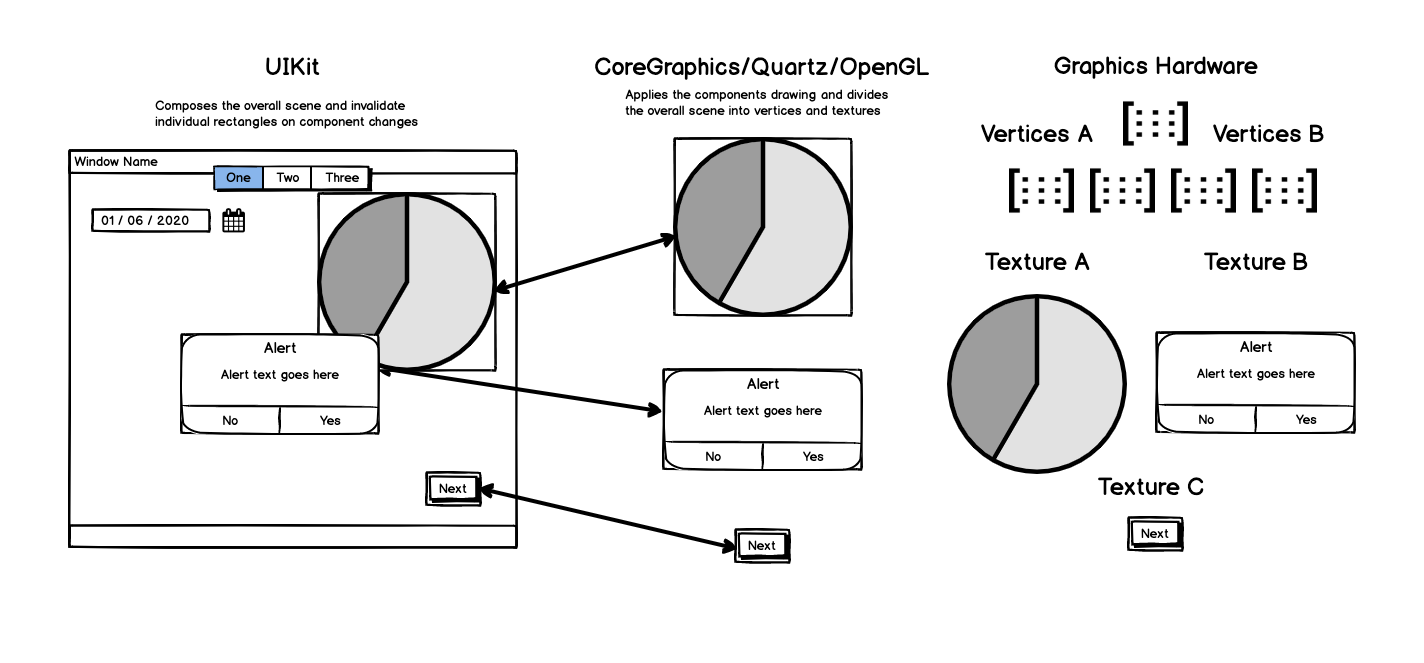 UIKit
Composes the overall scene and invalidate
individual rectangles on component changes
Window Name
One Two Three
01 / 06 / 2020
Alert
Alert text goes here
No Yes
Next
CoreGraphics/Quartz/OpenGL
Applies the components drawing and divides
the overall scene into vertices and textures
Alert
Alert text goes here
No Yes
Next
Graphics Hardware
Vertices A Vertices B
Texture A Texture B
Alert
Alert text goes here
No Yes
Texture C
Next